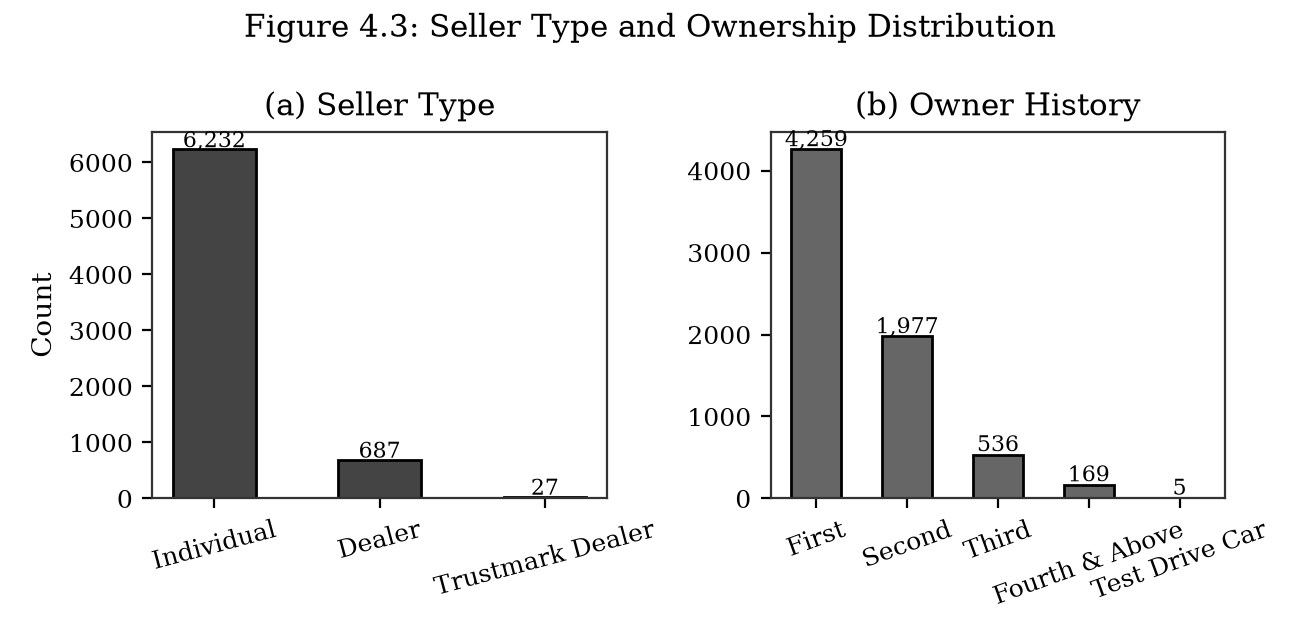 Figure 4.3: Seller Type and Ownership Distribution
(a) Seller Type
6,232
6000
5000
4000
3000
2000
1000
0
Count
687
27
Individual
Dealer
Trustmark Dealer
(b) Owner History
4,259
4000
3000
2000
1000
0
1,977
536
169
5
First
Second
Third
Fourth & Above
Test Drive Car